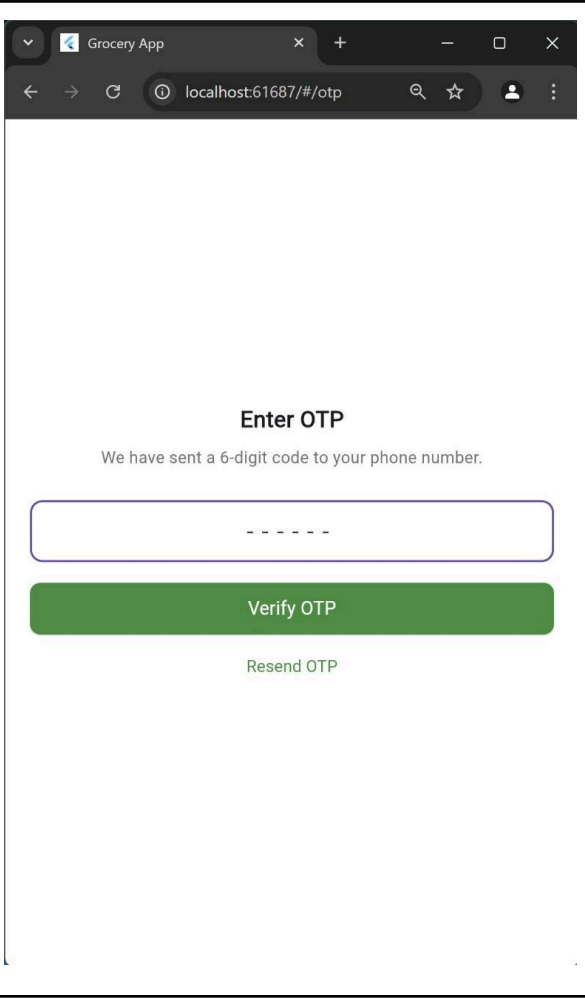 Grocery App
localhost:61687/#/otp
Enter OTP
We have sent a 6-digit code to your phone number.
- - - - - -
Verify OTP
Resend OTP